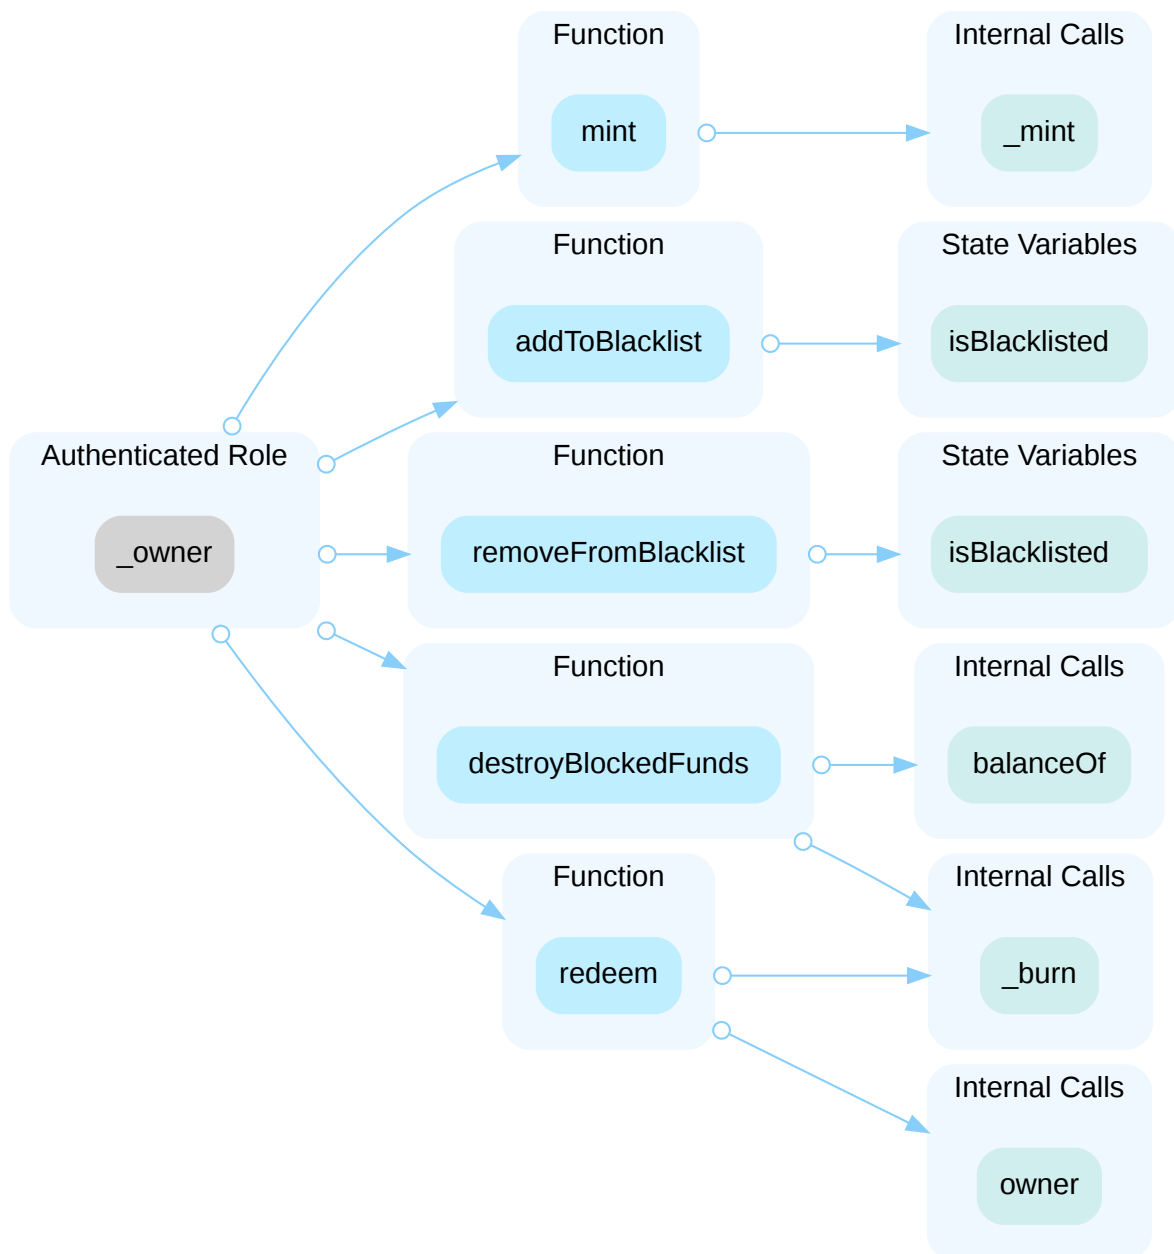 Function
mint
Internal Calls
_mint
Function
addToBlacklist
State Variables
isBlacklisted
Authenticated Role
_owner
Function
removeFromBlacklist
State Variables
isBlacklisted
Function
destroyBlockedFunds
Internal Calls
balanceOf
Function
redeem
Internal Calls
_burn
Internal Calls
owner